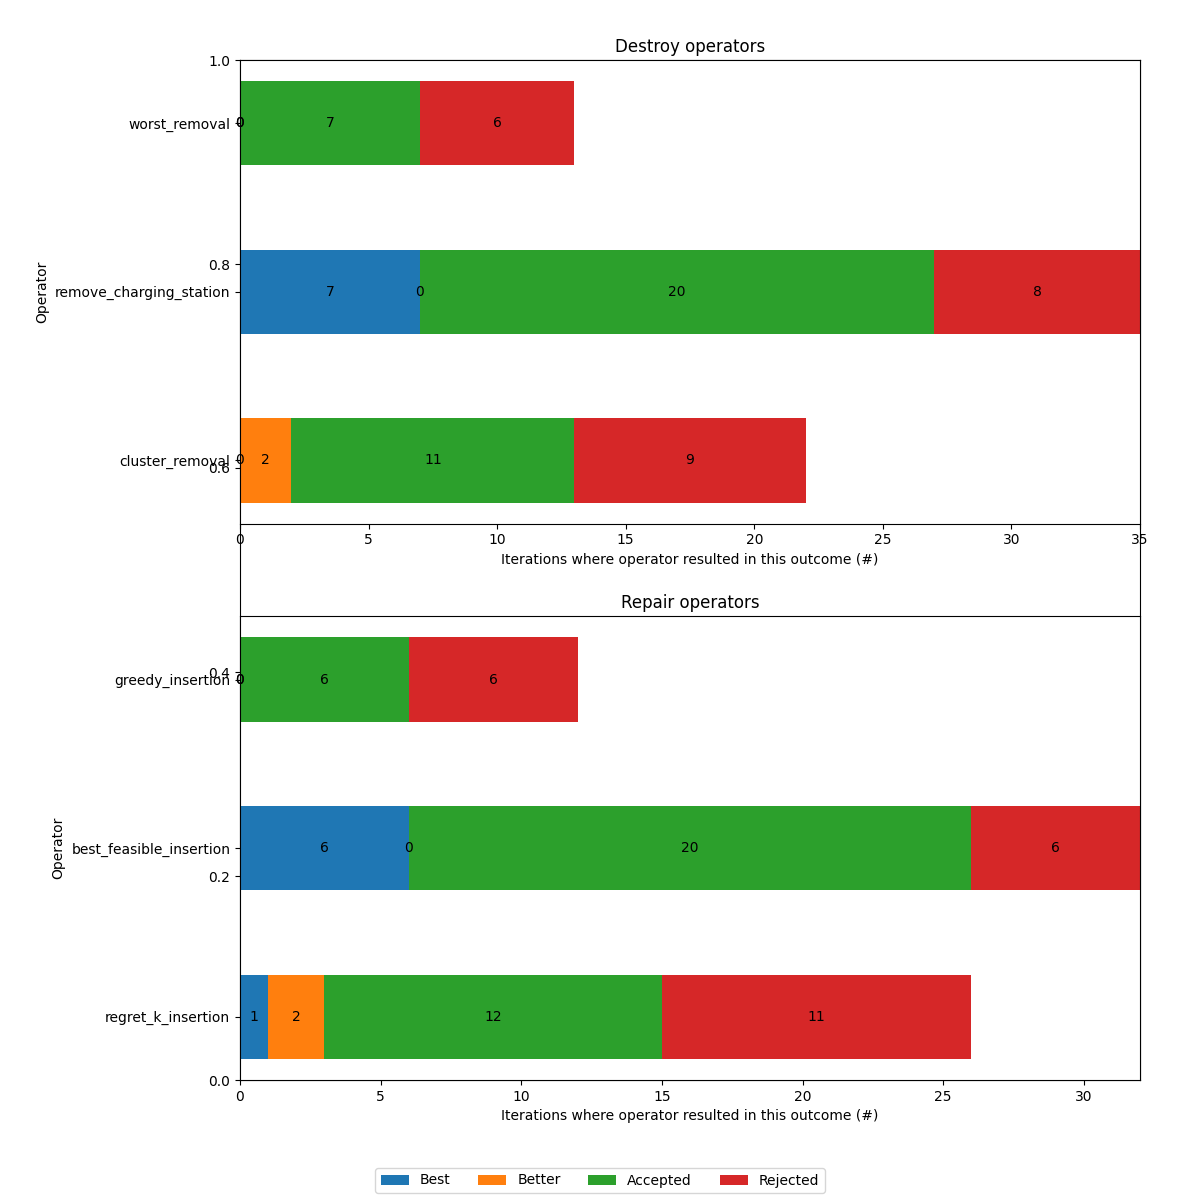 Destroy operators
1.0
worst_removal 0 0 7 6
0.8
Operator
remove_charging_station 7 0 20 8
cluster_removal 0 2 11 9
0.6
0 5 10 15 20 25 30 35
Iterations where operator resulted in this outcome (#)
Repair operators
0.4
greedy_insertion 0 0 6 6
Operator
best_feasible_insertion 6 0 20 6
0.2
regret_k_insertion 1 2 12 11
0.0
0 5 10 15 20 25 30
Iterations where operator resulted in this outcome (#)
Best Better Accepted Rejected